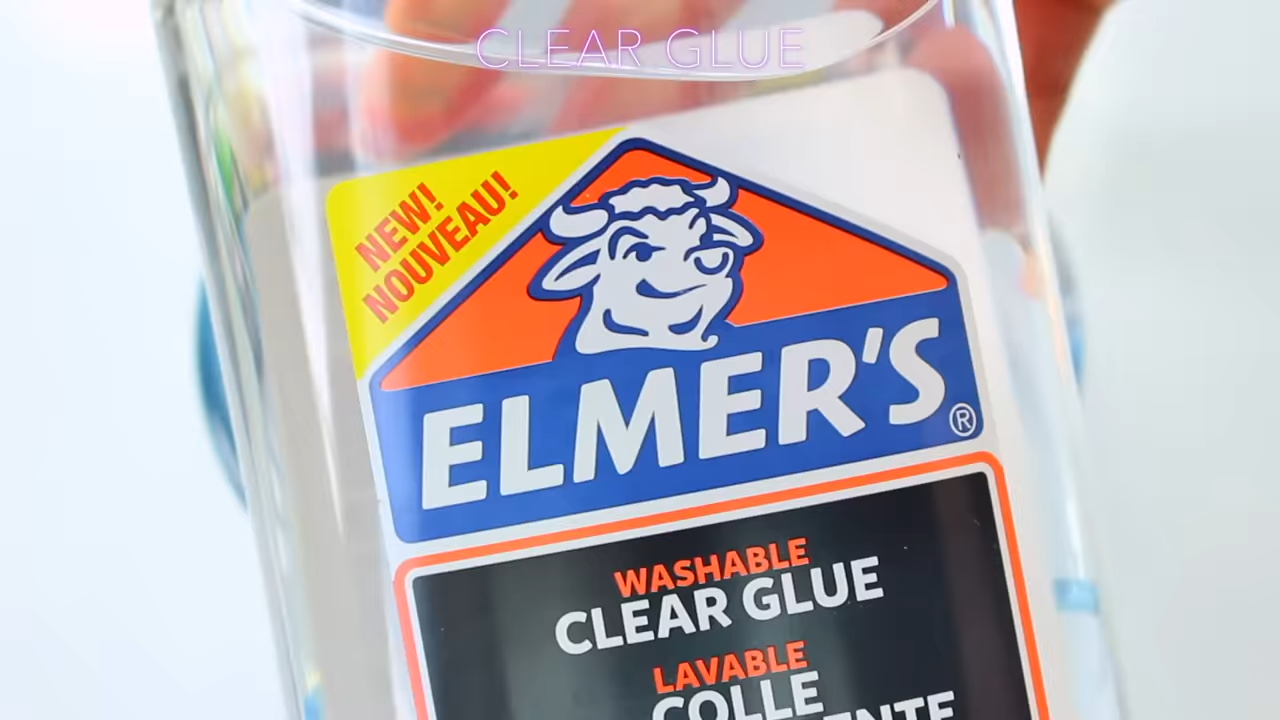 CLEAR GLUE
NEW!
NOUVEAU!
ELMER'S®
WASHABLE
CLEAR GLUE
LAVABLE
COLLE